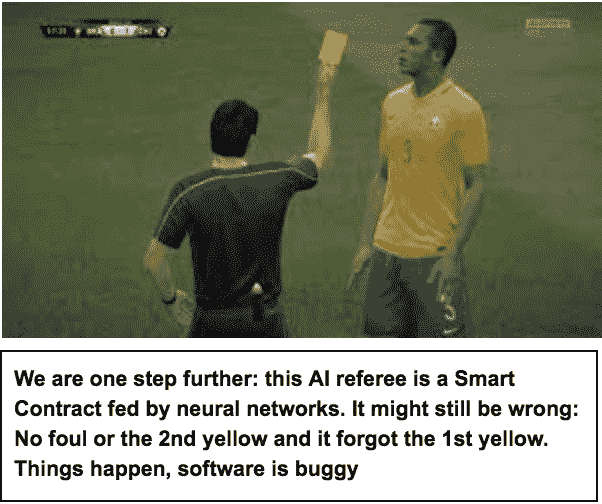 We are one step further: this AI referee is a Smart
Contract fed by neural networks. It might still be wrong:
No foul or the 2nd yellow and it forgot the 1st yellow.
Things happen, software is buggy
3